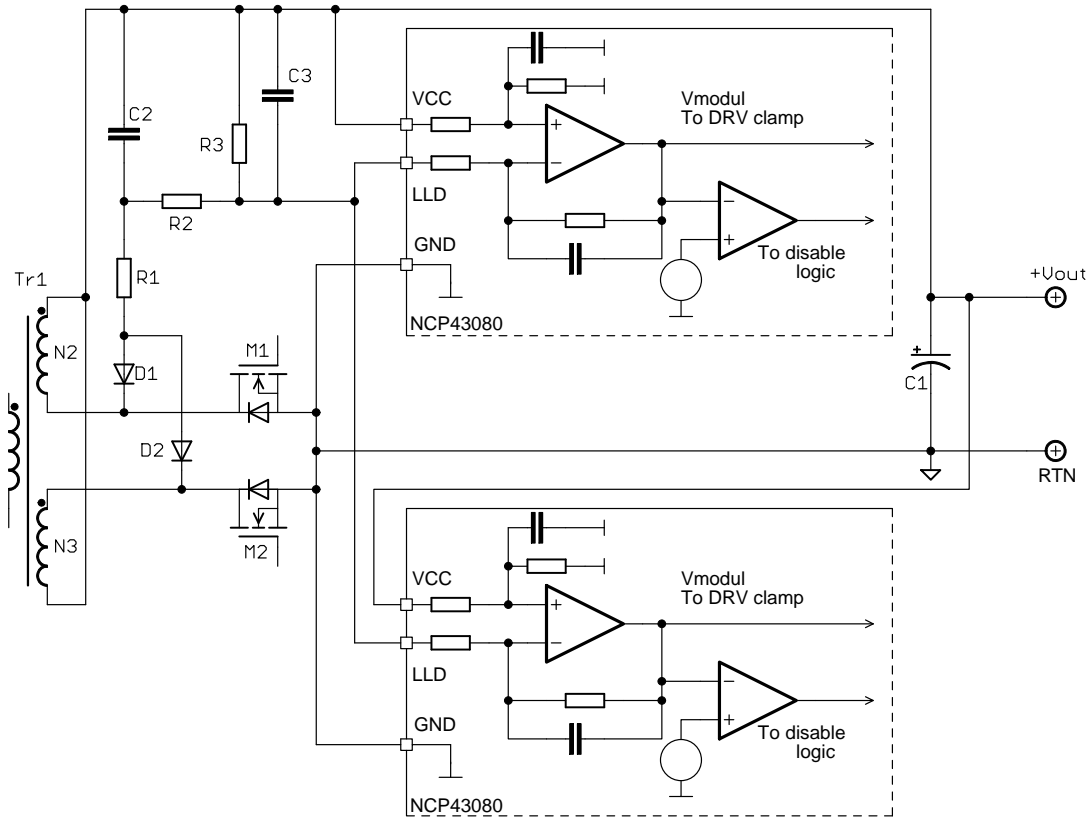 C2
R3
C3
R2
R1
Tr1
N2
D1
M1
D2
N3
M2
VCC
LLD
GND
NCP43080
Vmodul
To DRV clamp
+
−
−
+
To disable
logic
+Vout
+
C1
RTN
VCC
LLD
GND
NCP43080
Vmodul
To DRV clamp
+
−
−
+
To disable
logic